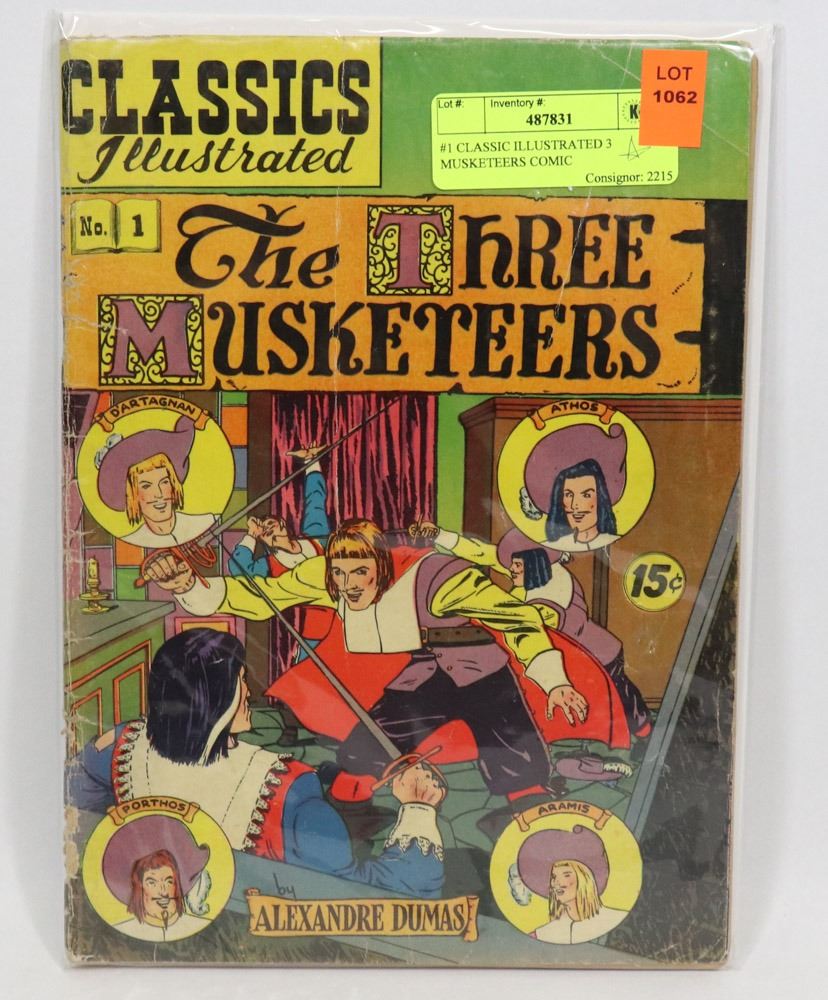 CLASSICS
Illustrated
LOT
1062
Lot #:
Inventory #:
487831
#1 CLASSIC ILLUSTRATED 3
MUSKETEERS COMIC
Consignor: 2215
No. 1
The Three
Musketeers
D'ARTAGNAN
ATHOS
15¢
PORTHOS
ARAMIS
by
ALEXANDRE DUMAS